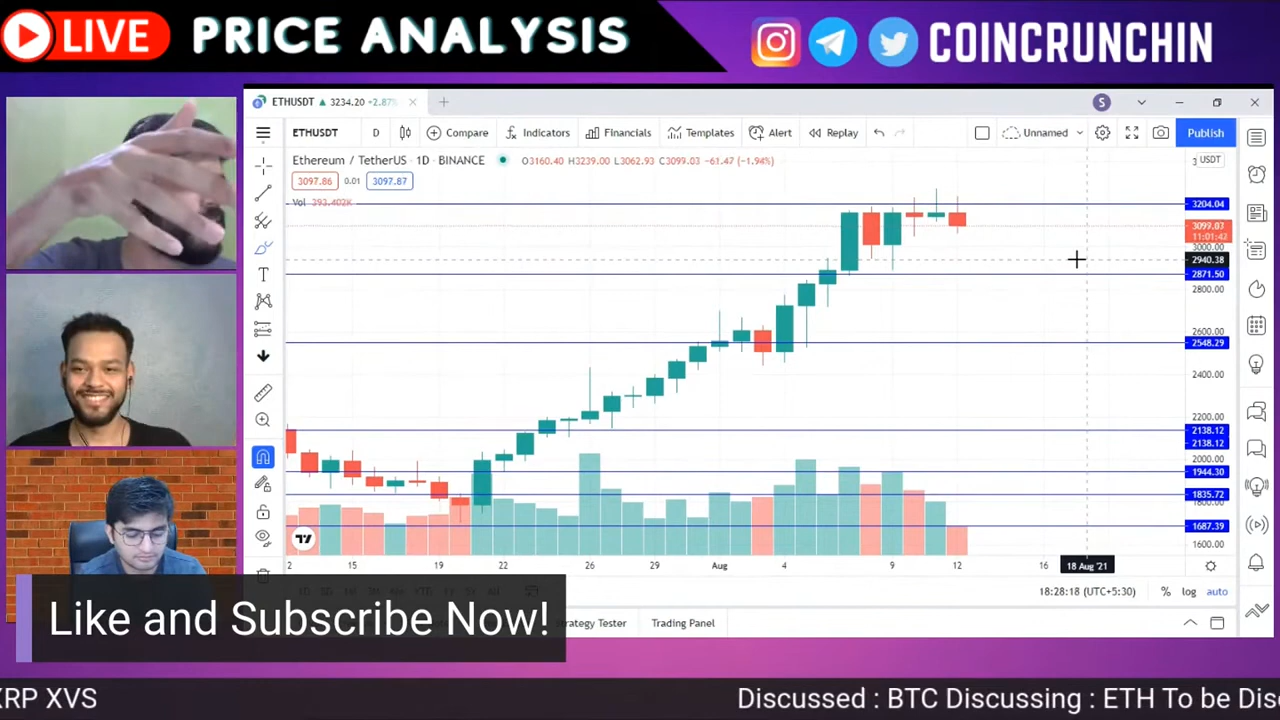 LIVE PRICE ANALYSIS COINCRUNCHIN
ETHUSDT ▲ 3234.20 +2.87% S
ETHUSDT D Compare Indicators Financials Templates Alert Replay Unnamed Publish
Ethereum / TetherUS · 1D · BINANCE O3160.40 H3239.00 L3062.93 C3099.03 −61.47 (−1.94%) USDT
3097.86 0.01 3097.87
Vol 393.402K
3204.04
3099.03
11:01:42
3000.00
2940.38
2871.50
2800.00
2600.00
2548.29
2400.00
2200.00
2138.12
2138.12
2000.00
1944.30
1835.72
1687.39
1600.00
2 15 19 22 26 29 Aug 4 9 12 16 18 Aug '21
18:28:18 (UTC+5:30) % log auto
Like and Subscribe Now!
Strategy Tester Trading Panel
XRP XVS Discussed : BTC Discussing : ETH To be Dis